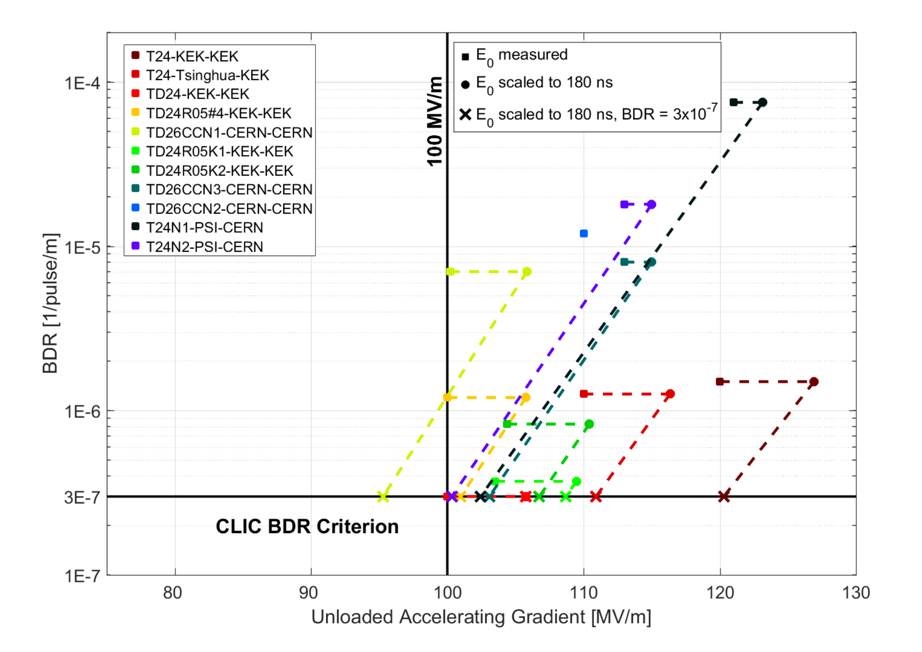 T24-KEK-KEK
T24-Tsinghua-KEK
TD24-KEK-KEK
TD24R05#4-KEK-KEK
TD26CCN1-CERN-CERN
TD24R05K1-KEK-KEK
TD24R05K2-KEK-KEK
TD26CCN3-CERN-CERN
TD26CCN2-CERN-CERN
T24N1-PSI-CERN
T24N2-PSI-CERN
100 MV/m
E₀ measured
E₀ scaled to 180 ns
E₀ scaled to 180 ns, BDR = 3x10⁻⁷
BDR [1/pulse/m]
1E-4
1E-5
1E-6
3E-7
1E-7
CLIC BDR Criterion
80 90 100 110 120 130
Unloaded Accelerating Gradient [MV/m]